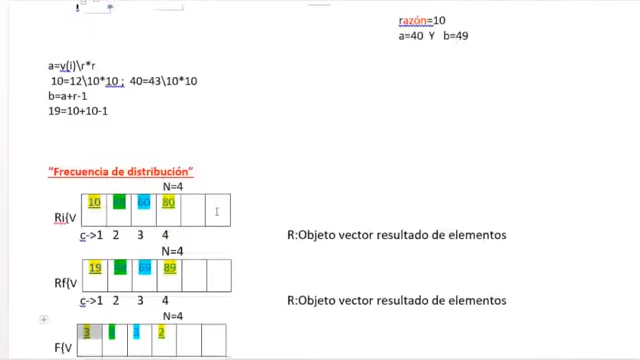 razón=10
a=40 Y b=49
a=v(i)\r*r
10=12\10*10 ; 40=43\10*10
b=a+r-1
19=10+10-1
"Frecuencia de distribución"
N=4
10 60 80
Ri{V
c->1 2 3 4
R:Objeto vector resultado de elementos
N=4
19 69 89
Rf{V
c->1 2 3 4
R:Objeto vector resultado de elementos
N=4
3 2
F{V